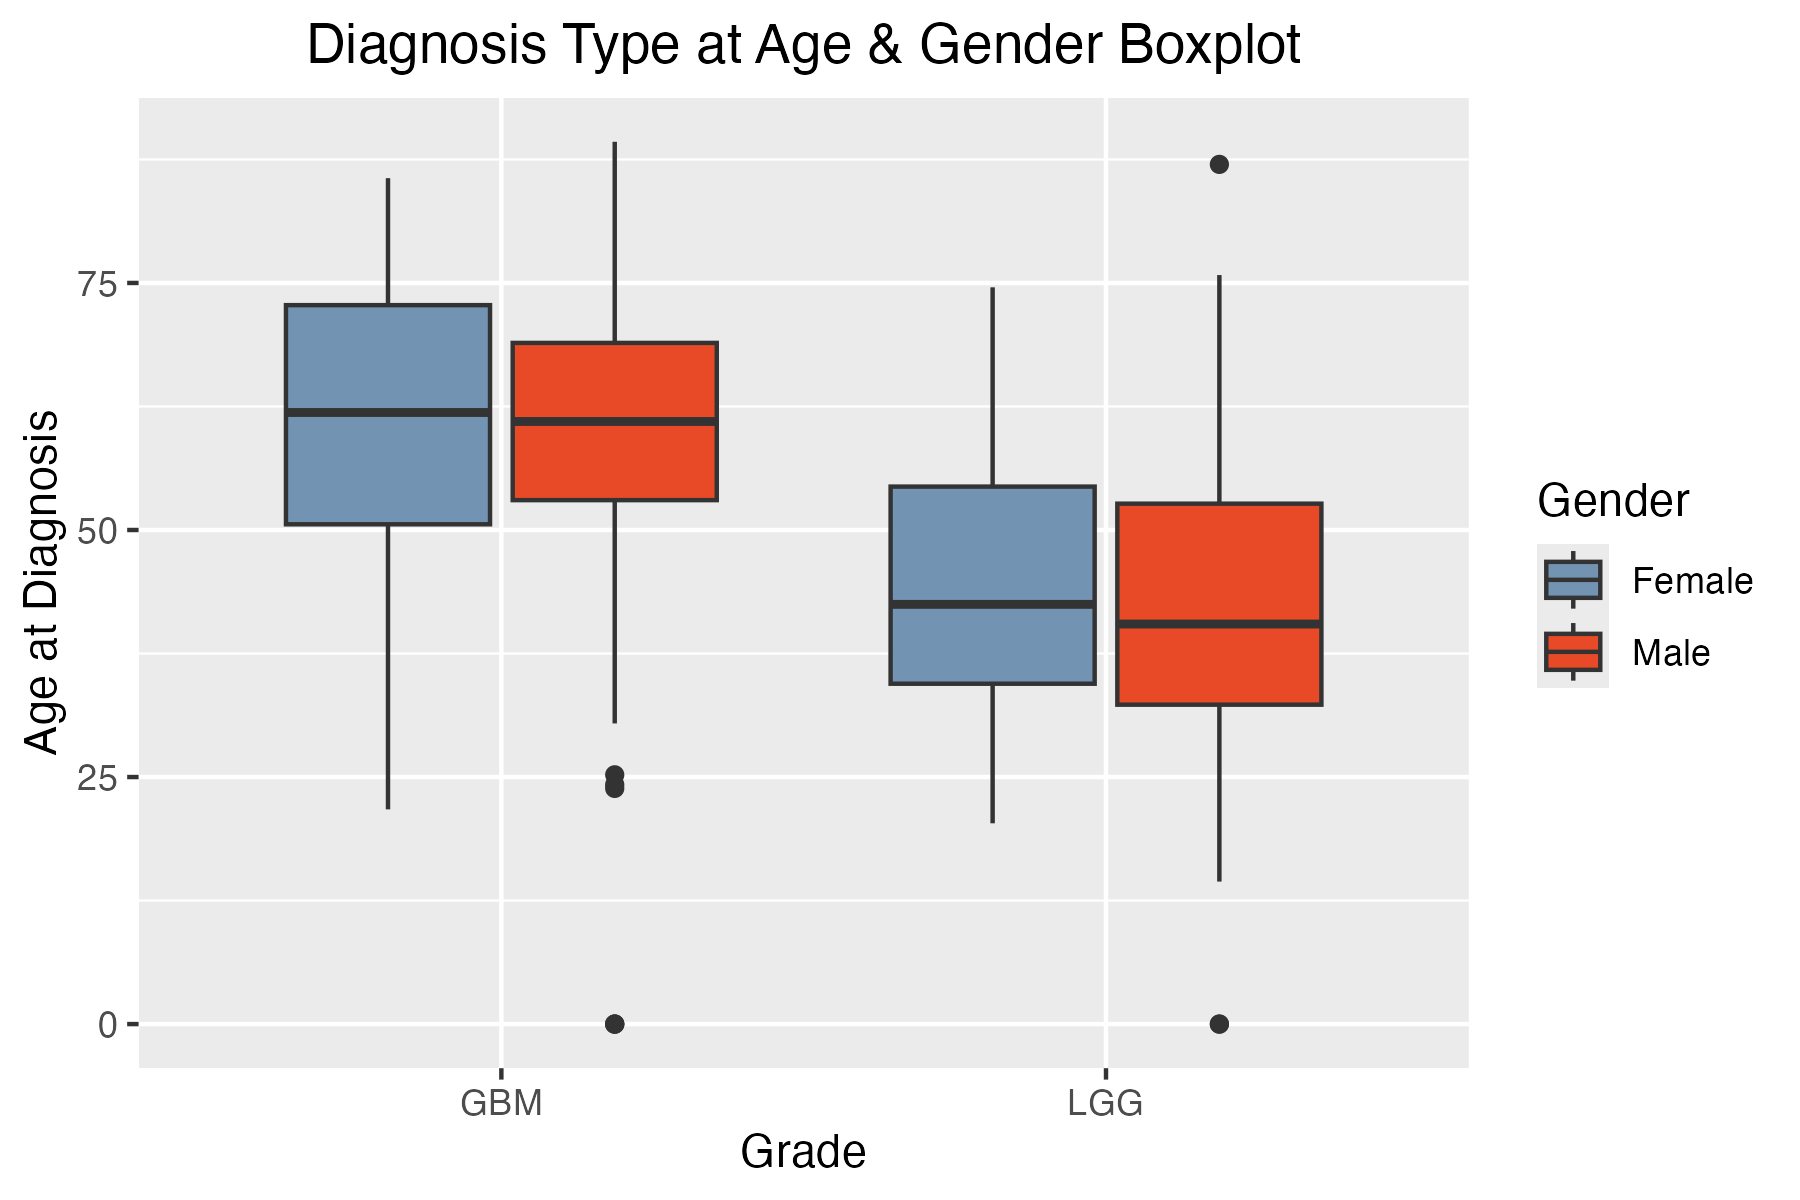 Diagnosis Type at Age & Gender Boxplot
Age at Diagnosis
75
50
25
0
GBM
LGG
Grade
Gender
Female
Male